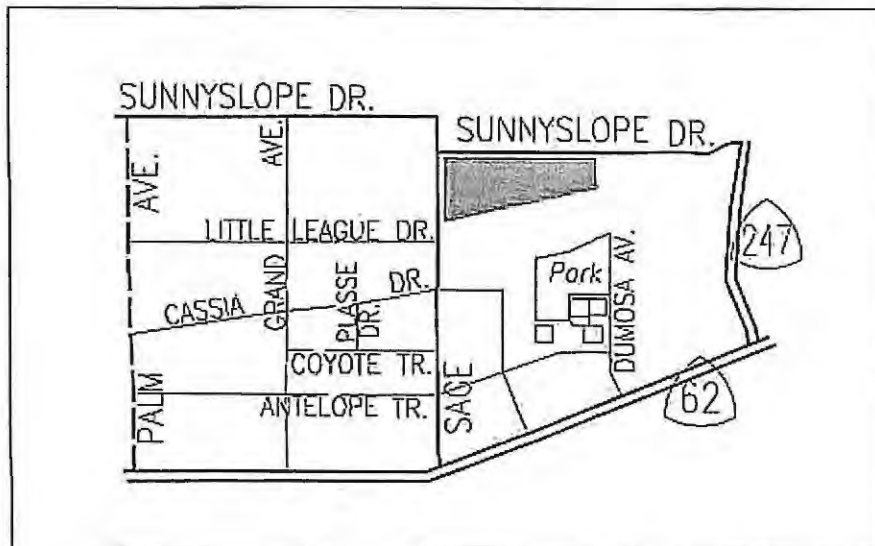 SUNNYSLOPE DR.
SUNNYSLOPE DR.
AVE.
AVE.
LITTLE LEAGUE DR.
247
Park
DUMOSA AV.
CASSIA DR.
GRAND
PLASSE
DR.
COYOTE TR.
ANTELOPE TR.
PALM
SAGE
62